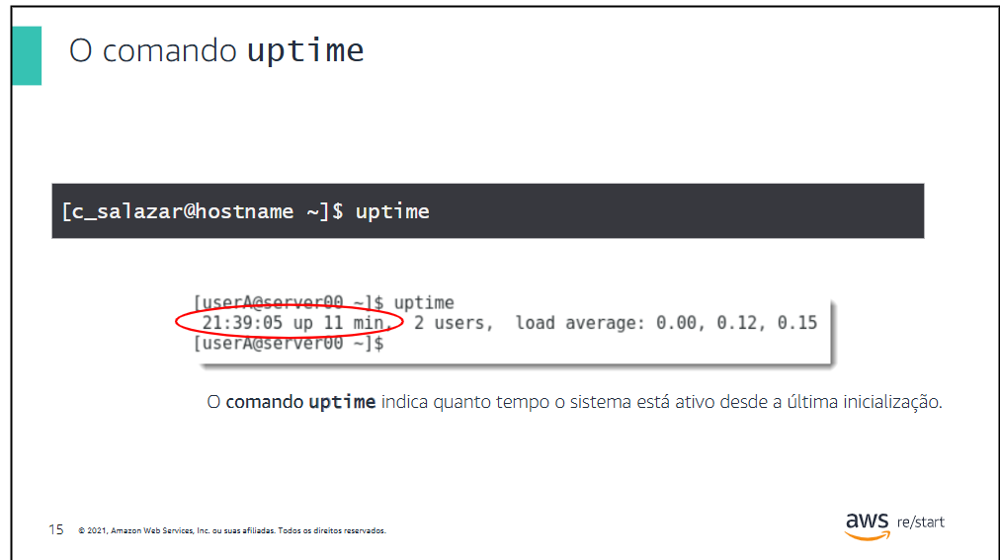 O comando uptime
[c_salazar@hostname ~]$ uptime
[userA@server00 ~]$ uptime
21:39:05 up 11 min,  2 users,  load average: 0.00, 0.12, 0.15
[userA@server00 ~]$
O comando uptime indica quanto tempo o sistema está ativo desde a última inicialização.
15 © 2021, Amazon Web Services, Inc. ou suas afiliadas. Todos os direitos reservados.
aws re/start